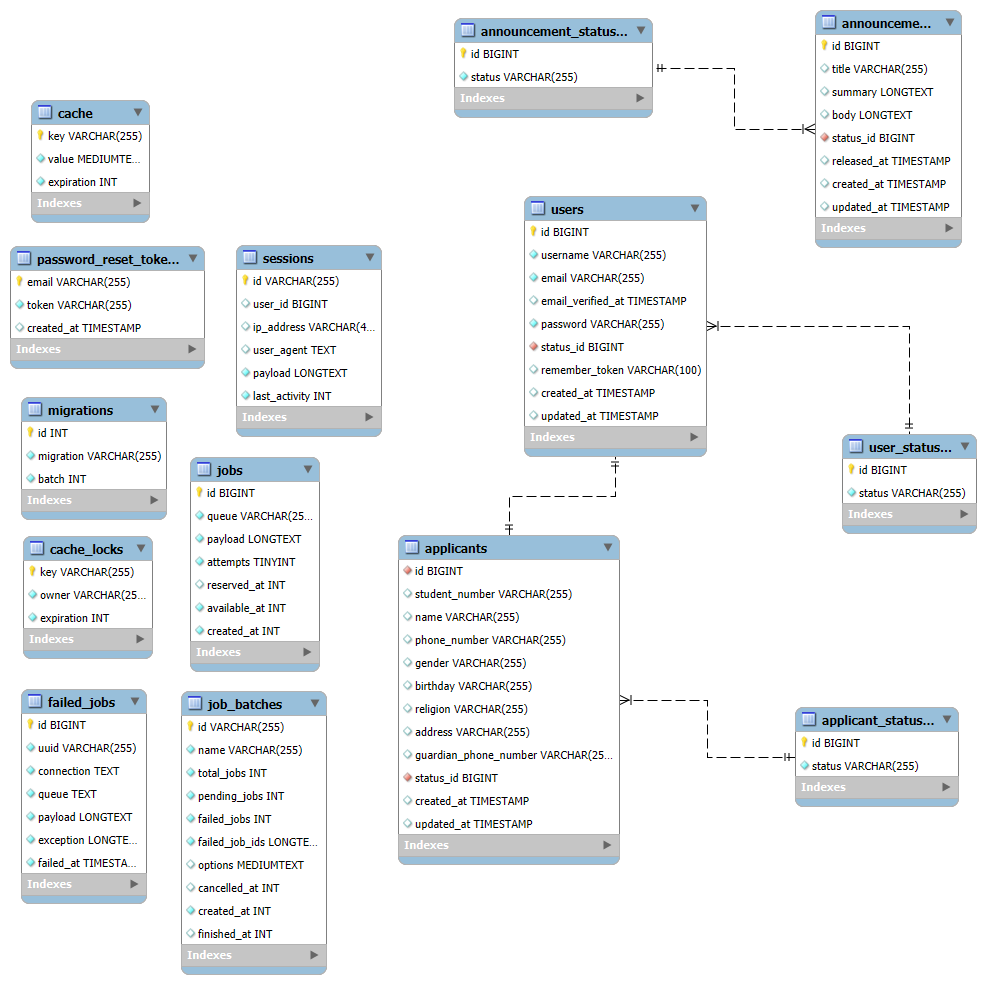 announcement_status...
id BIGINT
status VARCHAR(255)
Indexes
announceme...
id BIGINT
title VARCHAR(255)
summary LONGTEXT
body LONGTEXT
status_id BIGINT
released_at TIMESTAMP
created_at TIMESTAMP
updated_at TIMESTAMP
Indexes
cache
key VARCHAR(255)
value MEDIUMTE...
expiration INT
Indexes
users
id BIGINT
username VARCHAR(255)
email VARCHAR(255)
email_verified_at TIMESTAMP
password VARCHAR(255)
status_id BIGINT
remember_token VARCHAR(100)
created_at TIMESTAMP
updated_at TIMESTAMP
Indexes
password_reset_toke...
email VARCHAR(255)
token VARCHAR(255)
created_at TIMESTAMP
Indexes
sessions
id VARCHAR(255)
user_id BIGINT
ip_address VARCHAR(4...
user_agent TEXT
payload LONGTEXT
last_activity INT
Indexes
migrations
id INT
migration VARCHAR(255)
batch INT
Indexes
user_status...
id BIGINT
status VARCHAR(255)
Indexes
jobs
id BIGINT
queue VARCHAR(25...
payload LONGTEXT
attempts TINYINT
reserved_at INT
available_at INT
created_at INT
Indexes
cache_locks
key VARCHAR(255)
owner VARCHAR(25...
expiration INT
Indexes
applicants
id BIGINT
student_number VARCHAR(255)
name VARCHAR(255)
phone_number VARCHAR(255)
gender VARCHAR(255)
birthday VARCHAR(255)
religion VARCHAR(255)
address VARCHAR(255)
guardian_phone_number VARCHAR(25...
status_id BIGINT
created_at TIMESTAMP
updated_at TIMESTAMP
Indexes
failed_jobs
id BIGINT
uuid VARCHAR(255)
connection TEXT
queue TEXT
payload LONGTEXT
exception LONGTE...
failed_at TIMESTA...
Indexes
job_batches
id VARCHAR(255)
name VARCHAR(255)
total_jobs INT
pending_jobs INT
failed_jobs INT
failed_job_ids LONGTE...
options MEDIUMTEXT
cancelled_at INT
created_at INT
finished_at INT
Indexes
applicant_status...
id BIGINT
status VARCHAR(255)
Indexes